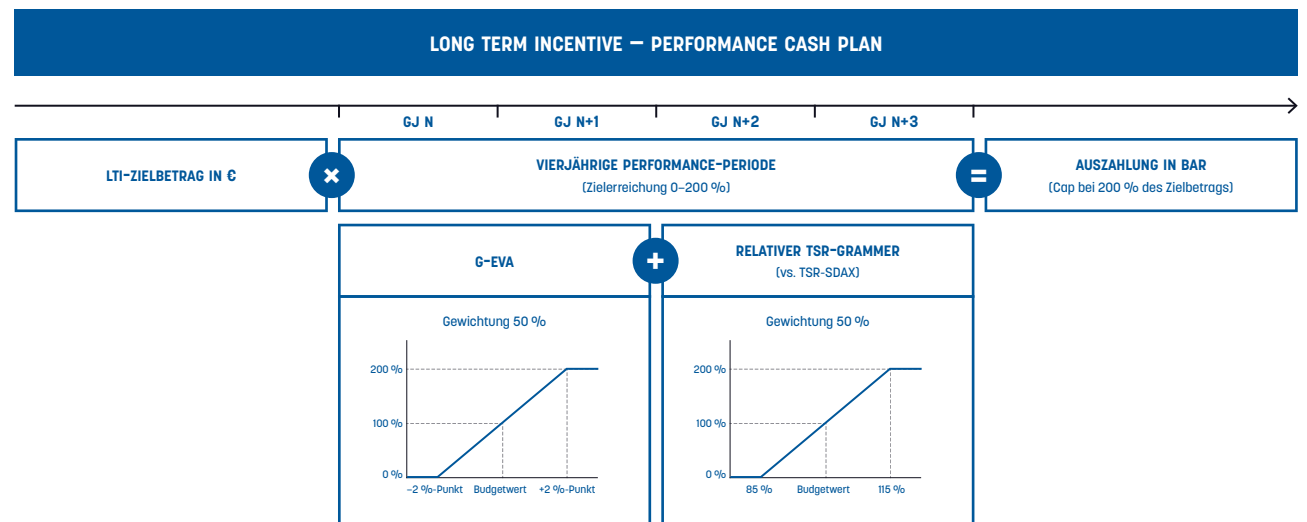 LONG TERM INCENTIVE – PERFORMANCE CASH PLAN
GJ N
GJ N+1
GJ N+2
GJ N+3
LTI-ZIELBETRAG IN €
×
VIERJÄHRIGE PERFORMANCE-PERIODE
(Zielerreichung 0–200 %)
=
AUSZAHLUNG IN BAR
(Cap bei 200 % des Zielbetrags)
G-EVA
+
RELATIVER TSR-GRAMMER
(vs. TSR-SDAX)
Gewichtung 50 %
200 %
100 %
0 %
−2 %-Punkt
Budgetwert
+2 %-Punkt
Gewichtung 50 %
200 %
100 %
0 %
85 %
Budgetwert
115 %